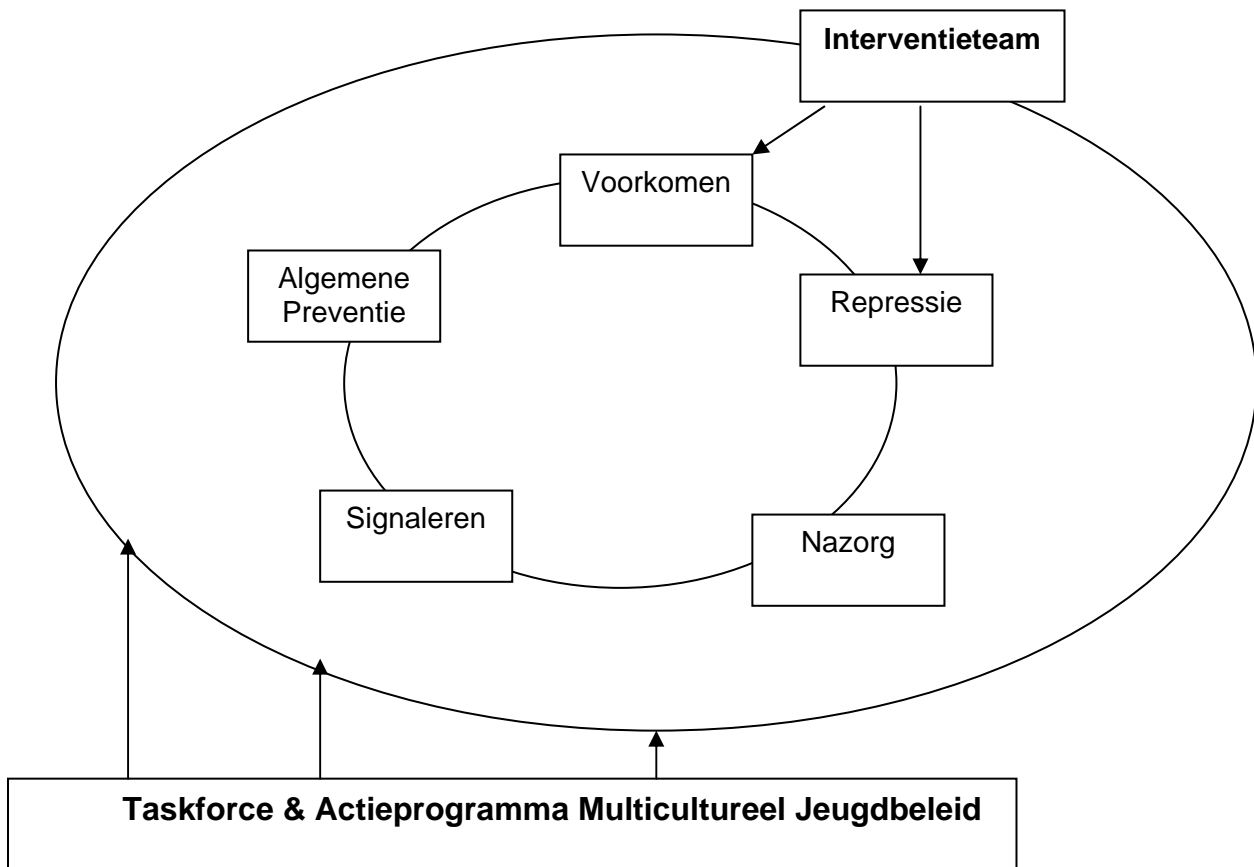 Interventieteam
Voorkomen
Algemene
Preventie
Repressie
Signaleren
Nazorg
Taskforce & Actieprogramma Multicultureel Jeugdbeleid